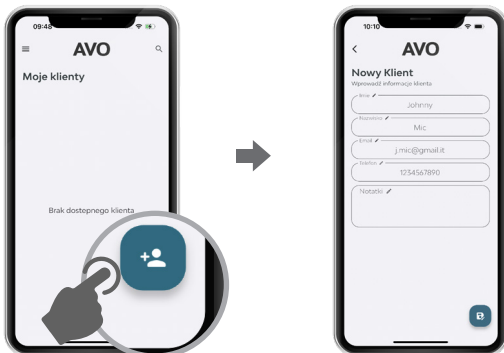 09:48
AVO
Moje klienty
Brak dostępnego klienta
10:10
AVO
Nowy Klient
Wprowadź informacje klienta
Imię
Johnny
Nazwisko
Mic
Email
j.mic@gmail.it
Telefon
1234567890
Notatki